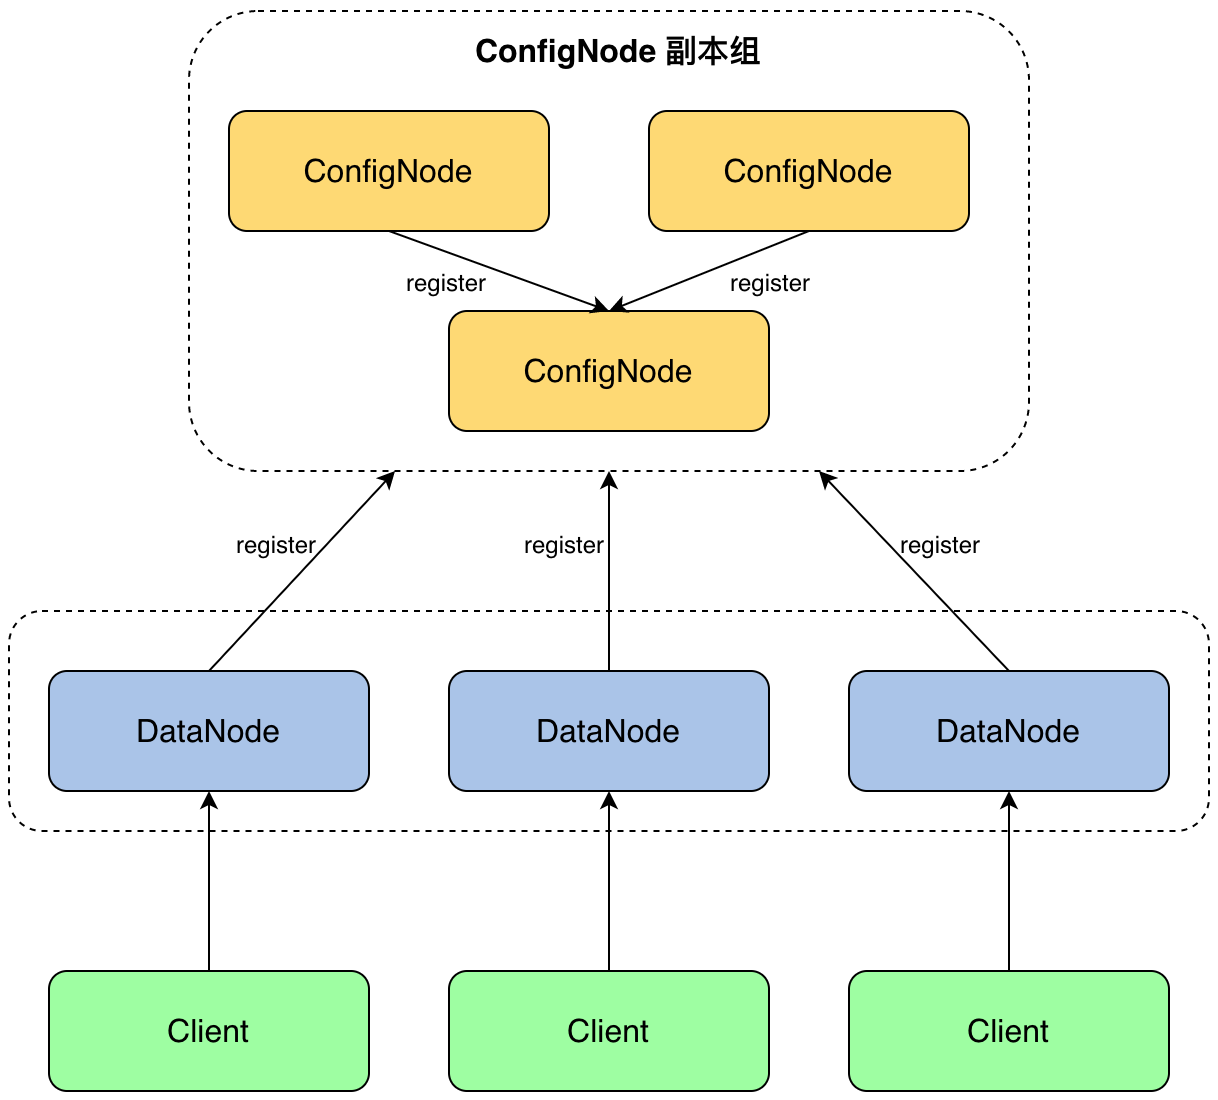 ConfigNode 副本组
ConfigNode
ConfigNode
register
register
ConfigNode
register
register
register
DataNode
DataNode
DataNode
Client
Client
Client